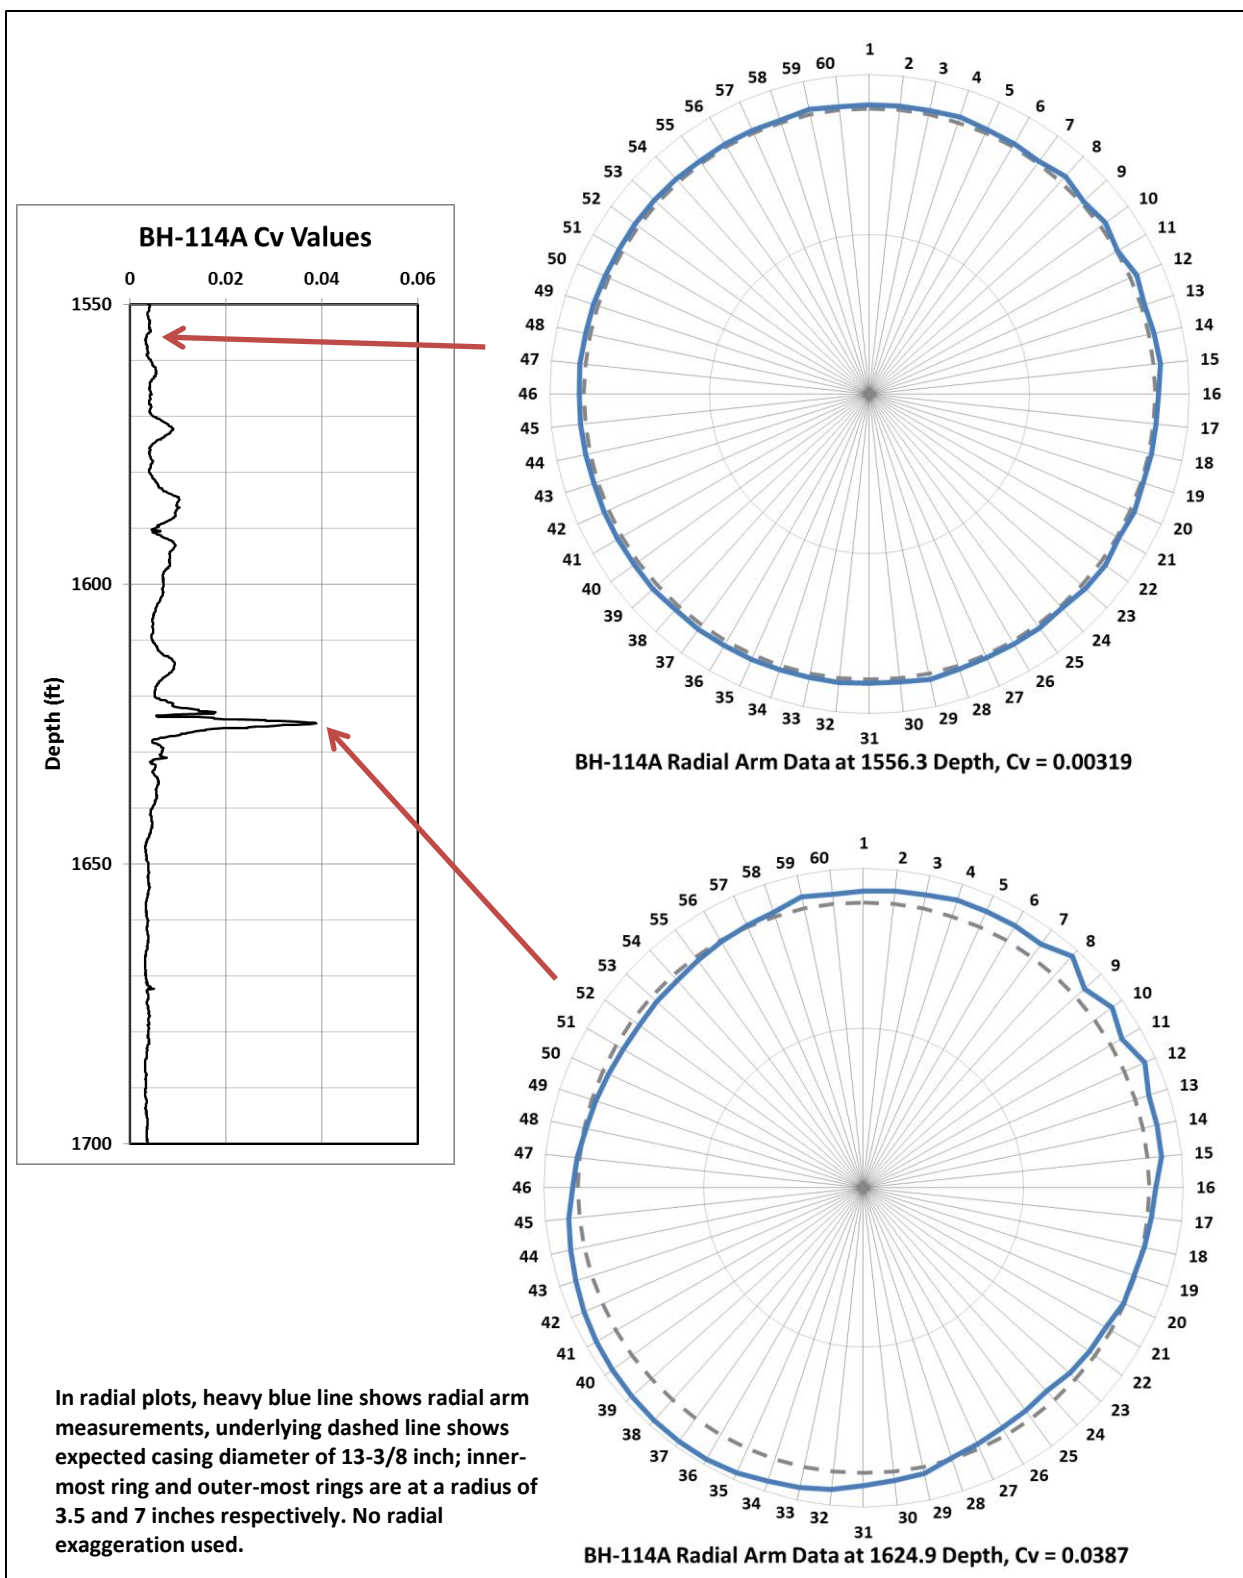 BH-114A Cv Values
0 0.02 0.04 0.06
1550
1600
1650
1700
Depth (ft)
1 2 3 4 5 6 7 8 9 10 11 12 13 14 15 16 17 18 19 20 21 22 23 24 25 26 27 28 29 30 31 32 33 34 35 36 37 38 39 40 41 42 43 44 45 46 47 48 49 50 51 52 53 54 55 56 57 58 59 60
BH-114A Radial Arm Data at 1556.3 Depth, Cv = 0.00319
1 2 3 4 5 6 7 8 9 10 11 12 13 14 15 16 17 18 19 20 21 22 23 24 25 26 27 28 29 30 31 32 33 34 35 36 37 38 39 40 41 42 43 44 45 46 47 48 49 50 51 52 53 54 55 56 57 58 59 60
BH-114A Radial Arm Data at 1624.9 Depth, Cv = 0.0387
In radial plots, heavy blue line shows radial arm
measurements, underlying dashed line shows
expected casing diameter of 13-3/8 inch; inner-
most ring and outer-most rings are at a radius of
3.5 and 7 inches respectively. No radial
exaggeration used.